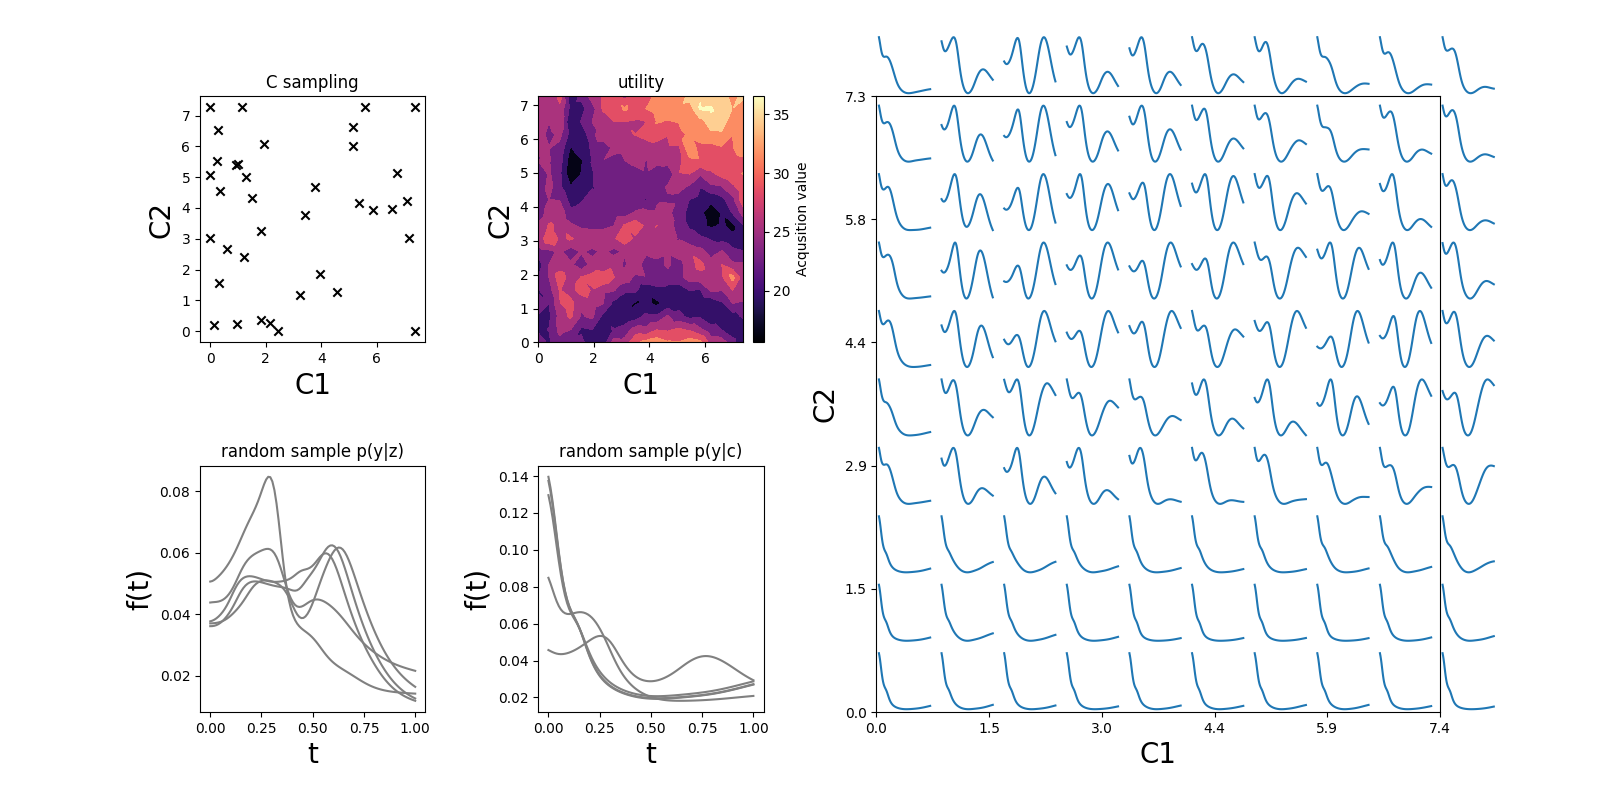 C sampling
7
6
5
4
3
2
1
0
C2
0 2 4 6
C1
utility
7
6
5
4
3
2
1
0
C2
0 2 4 6
C1
35
30
25
20
Acqusition value
random sample p(y|z)
0.08
0.06
0.04
0.02
f(t)
0.00 0.25 0.50 0.75 1.00
t
random sample p(y|c)
0.14
0.12
0.10
0.08
0.06
0.04
0.02
f(t)
0.00 0.25 0.50 0.75 1.00
t
7.3
5.8
4.4
2.9
1.5
0.0
C2
0.0 1.5 3.0 4.4 5.9 7.4
C1